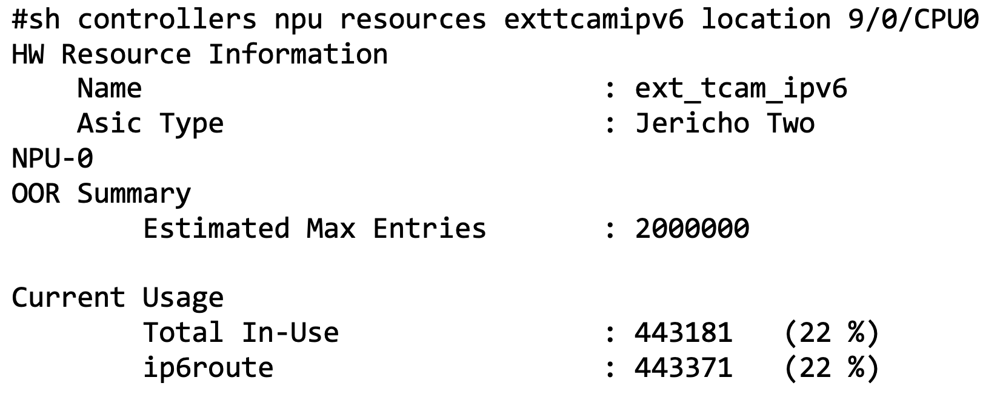 #sh controllers npu resources exttcamipv6 location 9/0/CPU0
HW Resource Information
    Name                            : ext_tcam_ipv6
    Asic Type                       : Jericho Two
NPU-0
OOR Summary
        Estimated Max Entries       : 2000000

Current Usage
        Total In-Use                : 443181   (22 %)
        ip6route                    : 443371   (22 %)